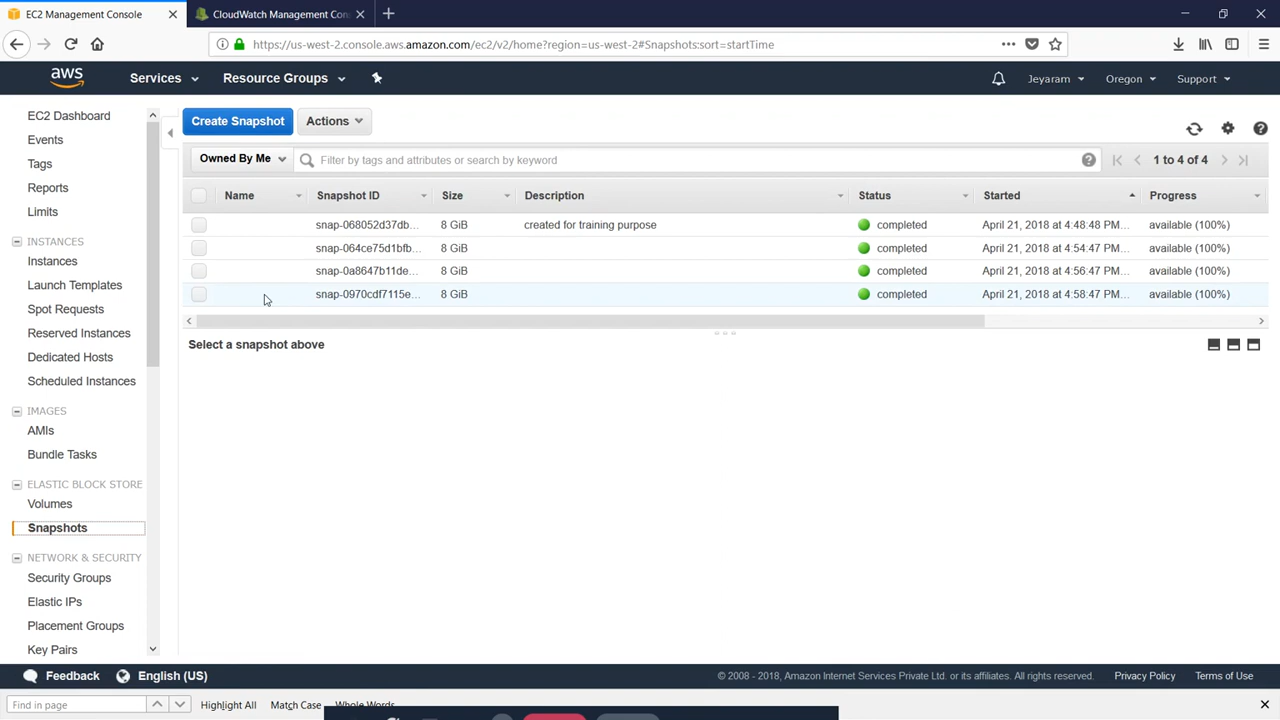 EC2 Management Console
CloudWatch Management Con
https://us-west-2.console.aws.amazon.com/ec2/v2/home?region=us-west-2#Snapshots:sort=startTime
aws Services Resource Groups Jeyaram Oregon Support
EC2 Dashboard
Events
Tags
Reports
Limits
INSTANCES
Instances
Launch Templates
Spot Requests
Reserved Instances
Dedicated Hosts
Scheduled Instances
IMAGES
AMIs
Bundle Tasks
ELASTIC BLOCK STORE
Volumes
Snapshots
NETWORK & SECURITY
Security Groups
Elastic IPs
Placement Groups
Key Pairs
Create Snapshot Actions
Owned By Me Filter by tags and attributes or search by keyword 1 to 4 of 4
Name Snapshot ID Size Description Status Started Progress
snap-068052d37db... 8 GiB created for training purpose completed April 21, 2018 at 4:48:48 PM... available (100%)
snap-064ce75d1bfb... 8 GiB completed April 21, 2018 at 4:54:47 PM... available (100%)
snap-0a8647b11de... 8 GiB completed April 21, 2018 at 4:56:47 PM... available (100%)
snap-0970cdf7115e... 8 GiB completed April 21, 2018 at 4:58:47 PM... available (100%)
Select a snapshot above
Feedback English (US) © 2008 - 2018, Amazon Internet Services Private Ltd. or its affiliates. All rights reserved. Privacy Policy Terms of Use
Find in page Highlight All Match Case Whole Words